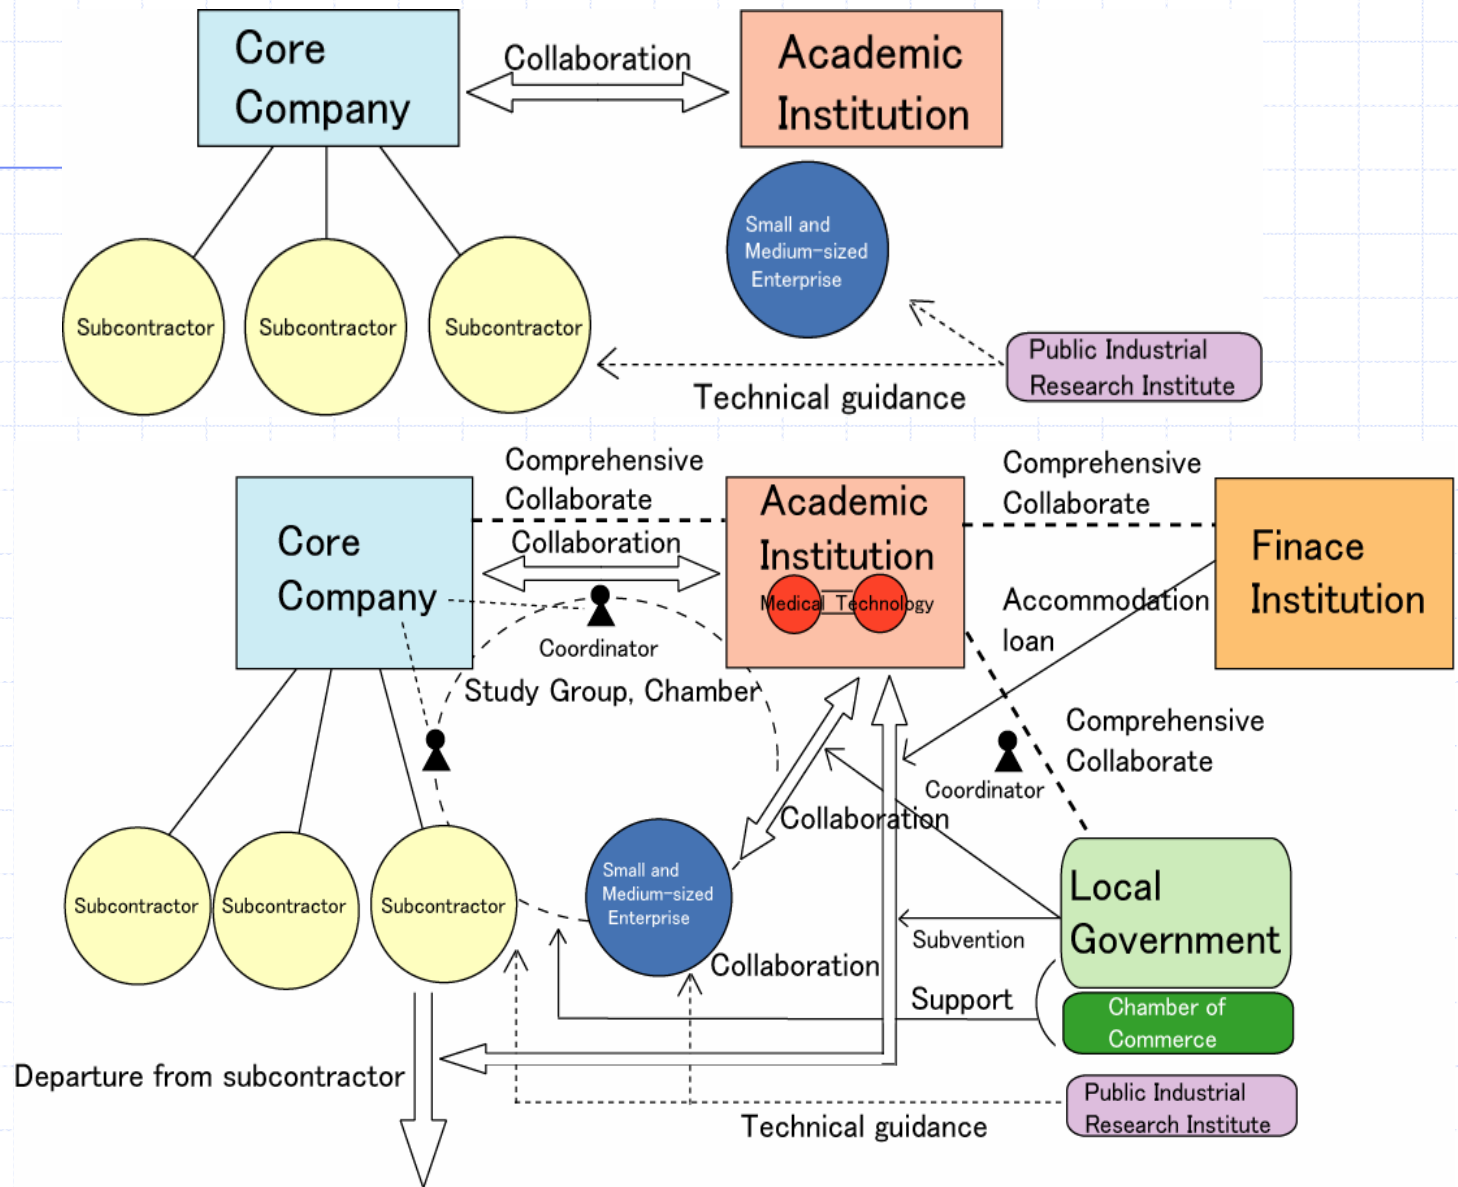 Core
Company
Collaboration
Academic
Institution
Small and
Medium-sized
Enterprise
Subcontractor
Subcontractor
Subcontractor
Public Industrial
Research Institute
Technical guidance
Comprehensive
Collaborate
Comprehensive
Collaborate
Core
Company
Collaboration
Academic
Institution
Medical Technology
Finace
Institution
Accommodation
loan
Coordinator
Study Group, Chamber
Comprehensive
Collaborate
Coordinator
Collaboration
Subcontractor
Subcontractor
Subcontractor
Small and
Medium-sized
Enterprise
Local
Government
Subvention
Collaboration
Support
Chamber of
Commerce
Departure from subcontractor
Public Industrial
Research Institute
Technical guidance